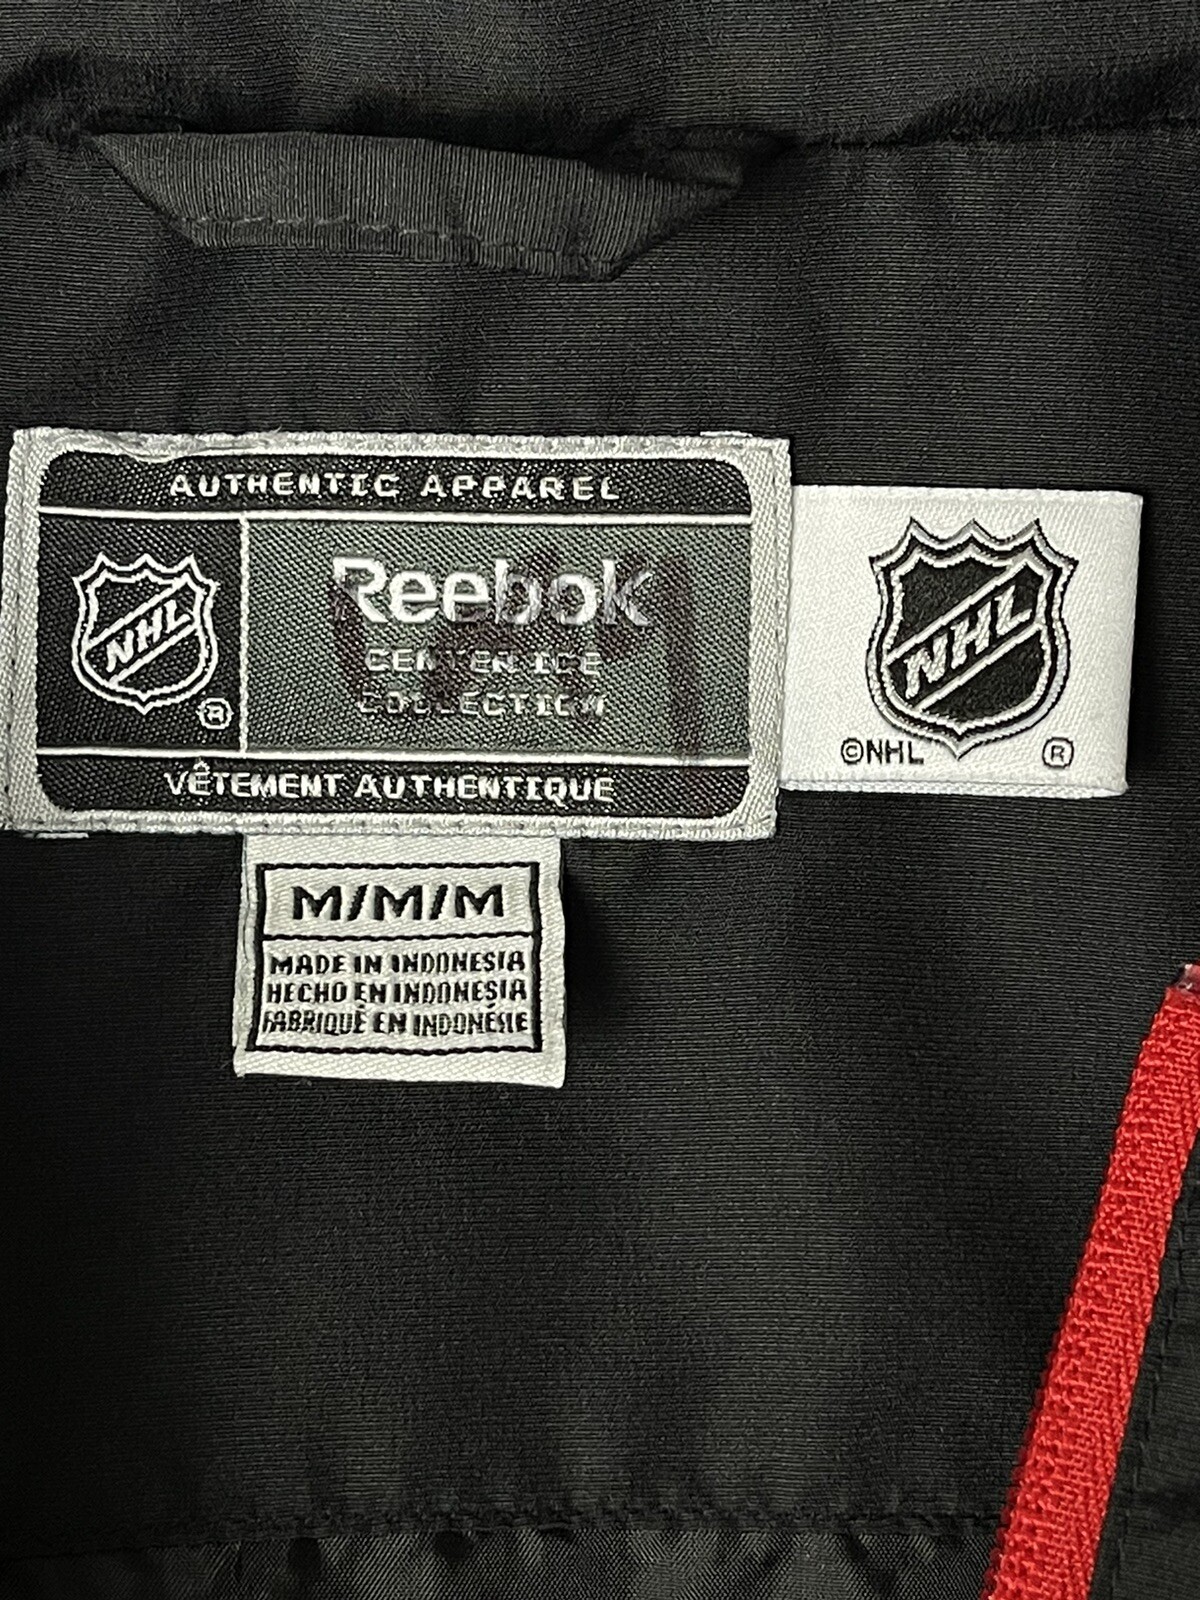 AUTHENTIC APPAREL
NHL
®
Reebok
CENTER ICE
COLLECTION
VÊTEMENT AUTHENTIQUE
NHL
©NHL ®
M/M/M
MADE IN INDONESIA
HECHO EN INDONESIA
FABRIQUÉ EN INDONÉSIE